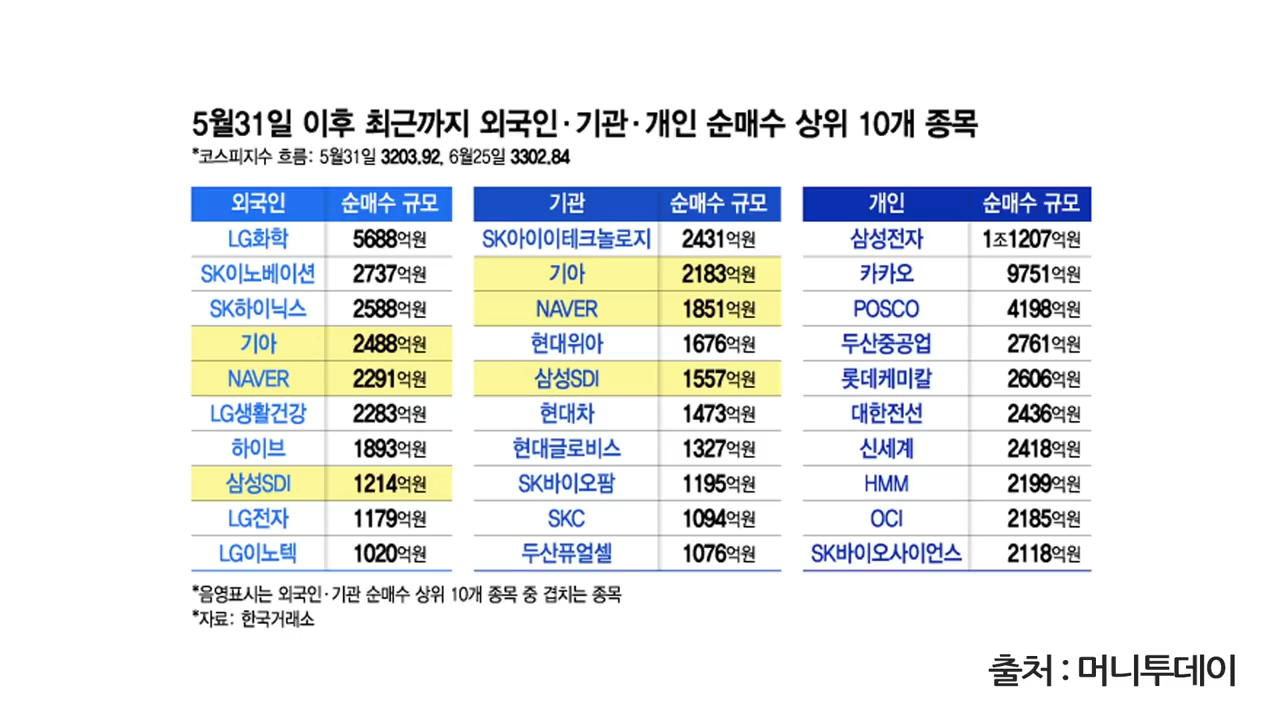 5월31일 이후 최근까지 외국인·기관·개인 순매수 상위 10개 종목
*코스피지수 흐름: 5월31일 3203.92, 6월25일 3302.84
외국인 순매수 규모 기관 순매수 규모 개인 순매수 규모
LG화학 5688억원 SK아이이테크놀로지 2431억원 삼성전자 1조1207억원
SK이노베이션 2737억원 기아 2183억원 카카오 9751억원
SK하이닉스 2588억원 NAVER 1851억원 POSCO 4198억원
기아 2488억원 현대위아 1676억원 두산중공업 2761억원
NAVER 2291억원 삼성SDI 1557억원 롯데케미칼 2606억원
LG생활건강 2283억원 현대차 1473억원 대한전선 2436억원
하이브 1893억원 현대글로비스 1327억원 신세계 2418억원
삼성SDI 1214억원 SK바이오팜 1195억원 HMM 2199억원
LG전자 1179억원 SKC 1094억원 OCI 2185억원
LG이노텍 1020억원 두산퓨얼셀 1076억원 SK바이오사이언스 2118억원
*음영표시는 외국인·기관 순매수 상위 10개 종목 중 겹치는 종목
*자료: 한국거래소
출처 : 머니투데이